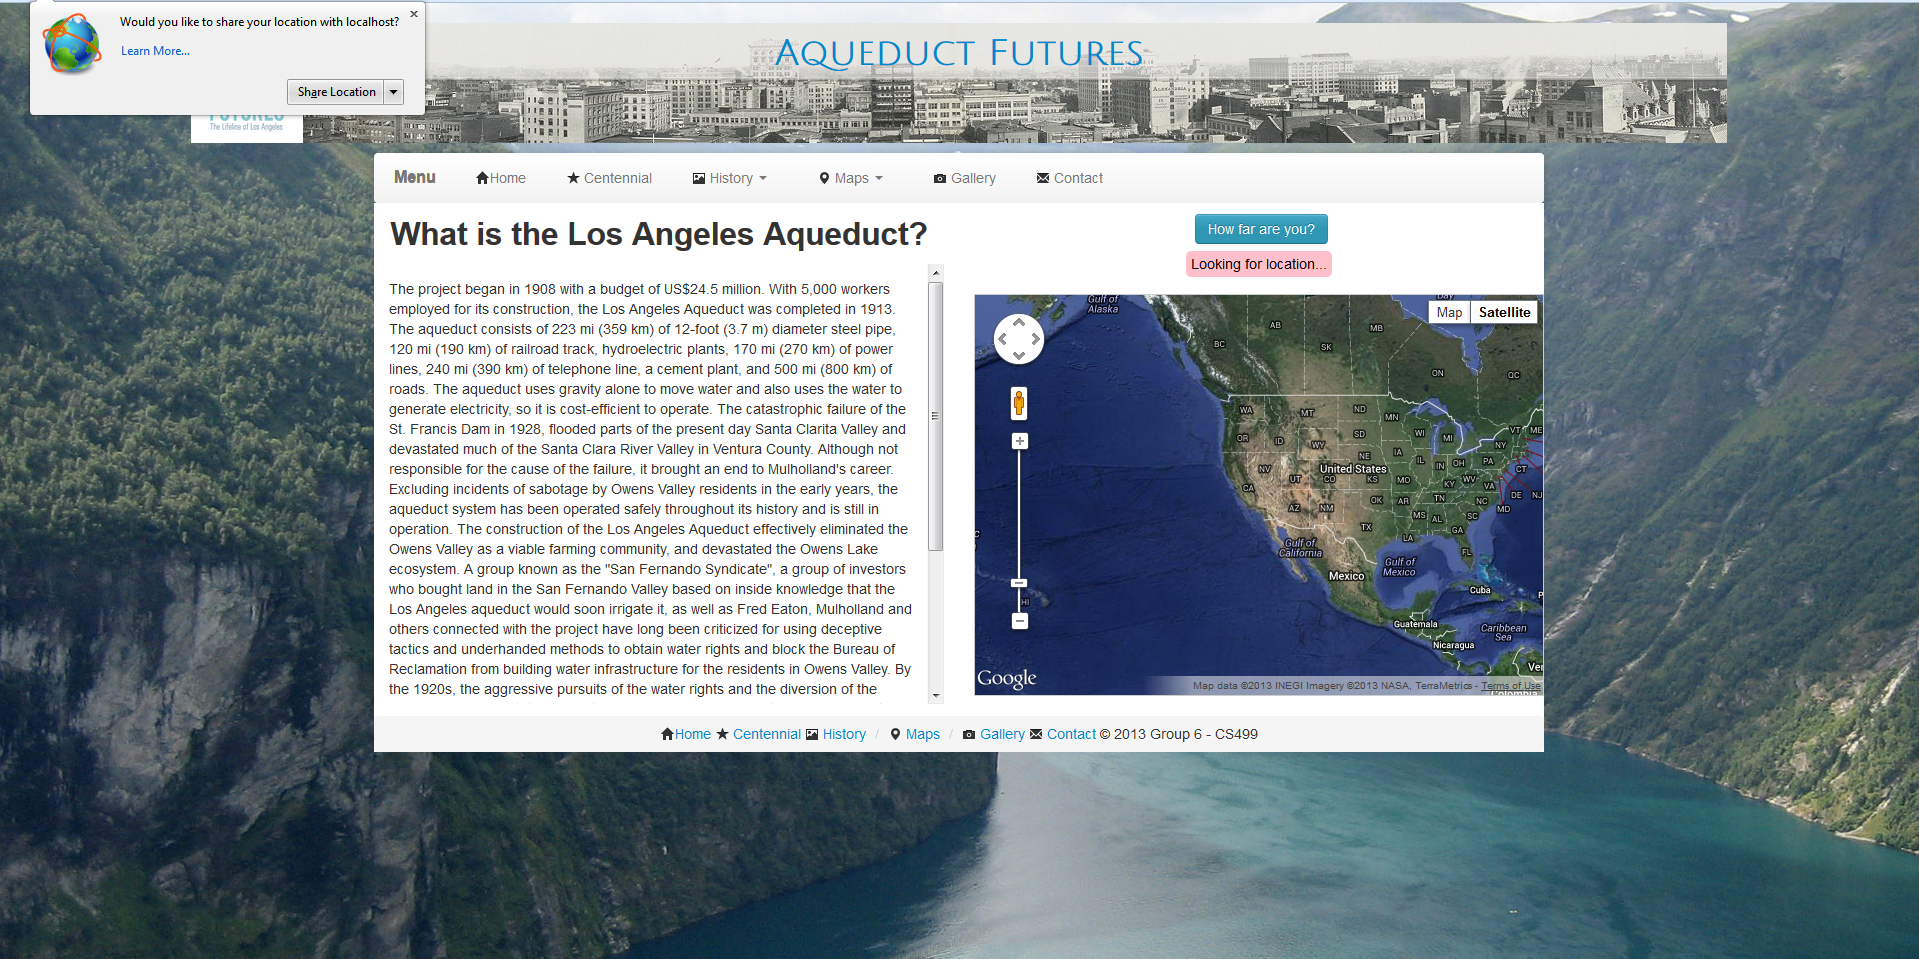 Would you like to share your location with localhost?
Learn More...
Share Location
AQUEDUCT FUTURES
FUTURES
The Lifeline of Los Angeles
Menu Home Centennial History Maps Gallery Contact
What is the Los Angeles Aqueduct?
How far are you?
Looking for location...
The project began in 1908 with a budget of US$24.5 million. With 5,000 workers
employed for its construction, the Los Angeles Aqueduct was completed in 1913.
The aqueduct consists of 223 mi (359 km) of 12-foot (3.7 m) diameter steel pipe,
120 mi (190 km) of railroad track, hydroelectric plants, 170 mi (270 km) of power
lines, 240 mi (390 km) of telephone line, a cement plant, and 500 mi (800 km) of
roads. The aqueduct uses gravity alone to move water and also uses the water to
generate electricity, so it is cost-efficient to operate. The catastrophic failure of the
St. Francis Dam in 1928, flooded parts of the present day Santa Clarita Valley and
devastated much of the Santa Clara River Valley in Ventura County. Although not
responsible for the cause of the failure, it brought an end to Mulholland's career.
Excluding incidents of sabotage by Owens Valley residents in the early years, the
aqueduct system has been operated safely throughout its history and is still in
operation. The construction of the Los Angeles Aqueduct effectively eliminated the
Owens Valley as a viable farming community, and devastated the Owens Lake
ecosystem. A group known as the "San Fernando Syndicate", a group of investors
who bought land in the San Fernando Valley based on inside knowledge that the
Los Angeles aqueduct would soon irrigate it, as well as Fred Eaton, Mulholland and
others connected with the project have long been criticized for using deceptive
tactics and underhanded methods to obtain water rights and block the Bureau of
Reclamation from building water infrastructure for the residents in Owens Valley. By
the 1920s, the aggressive pursuits of the water rights and the diversion of the
Gulf of
Alaska
Bay
Map Satellite
AB
MB
BC
SK
ON
QC
WA
MT
ND
MN
VT ME
OR
ID
WY
SD
WI
MI
NY
NE
IA
IL
IN
OH
PA
CT
NV
UT
United States
CO
KS
MO
KY
WV
VA
DE
NJ
CA
AZ
NM
OK
AR
TN
NC
MD
TX
MS
AL
SC
GA
LA
FL
Gulf of
California
Gulf of
Mexico
Mexico
Cuba
HI
Guatemala
Caribbean
Sea
Nicaragua
Ver
Google
Map data ©2013 INEGI Imagery ©2013 NASA, TerraMetrics - Terms of Use
Colombia
Home Centennial History / Maps / Gallery Contact © 2013 Group 6 - CS499